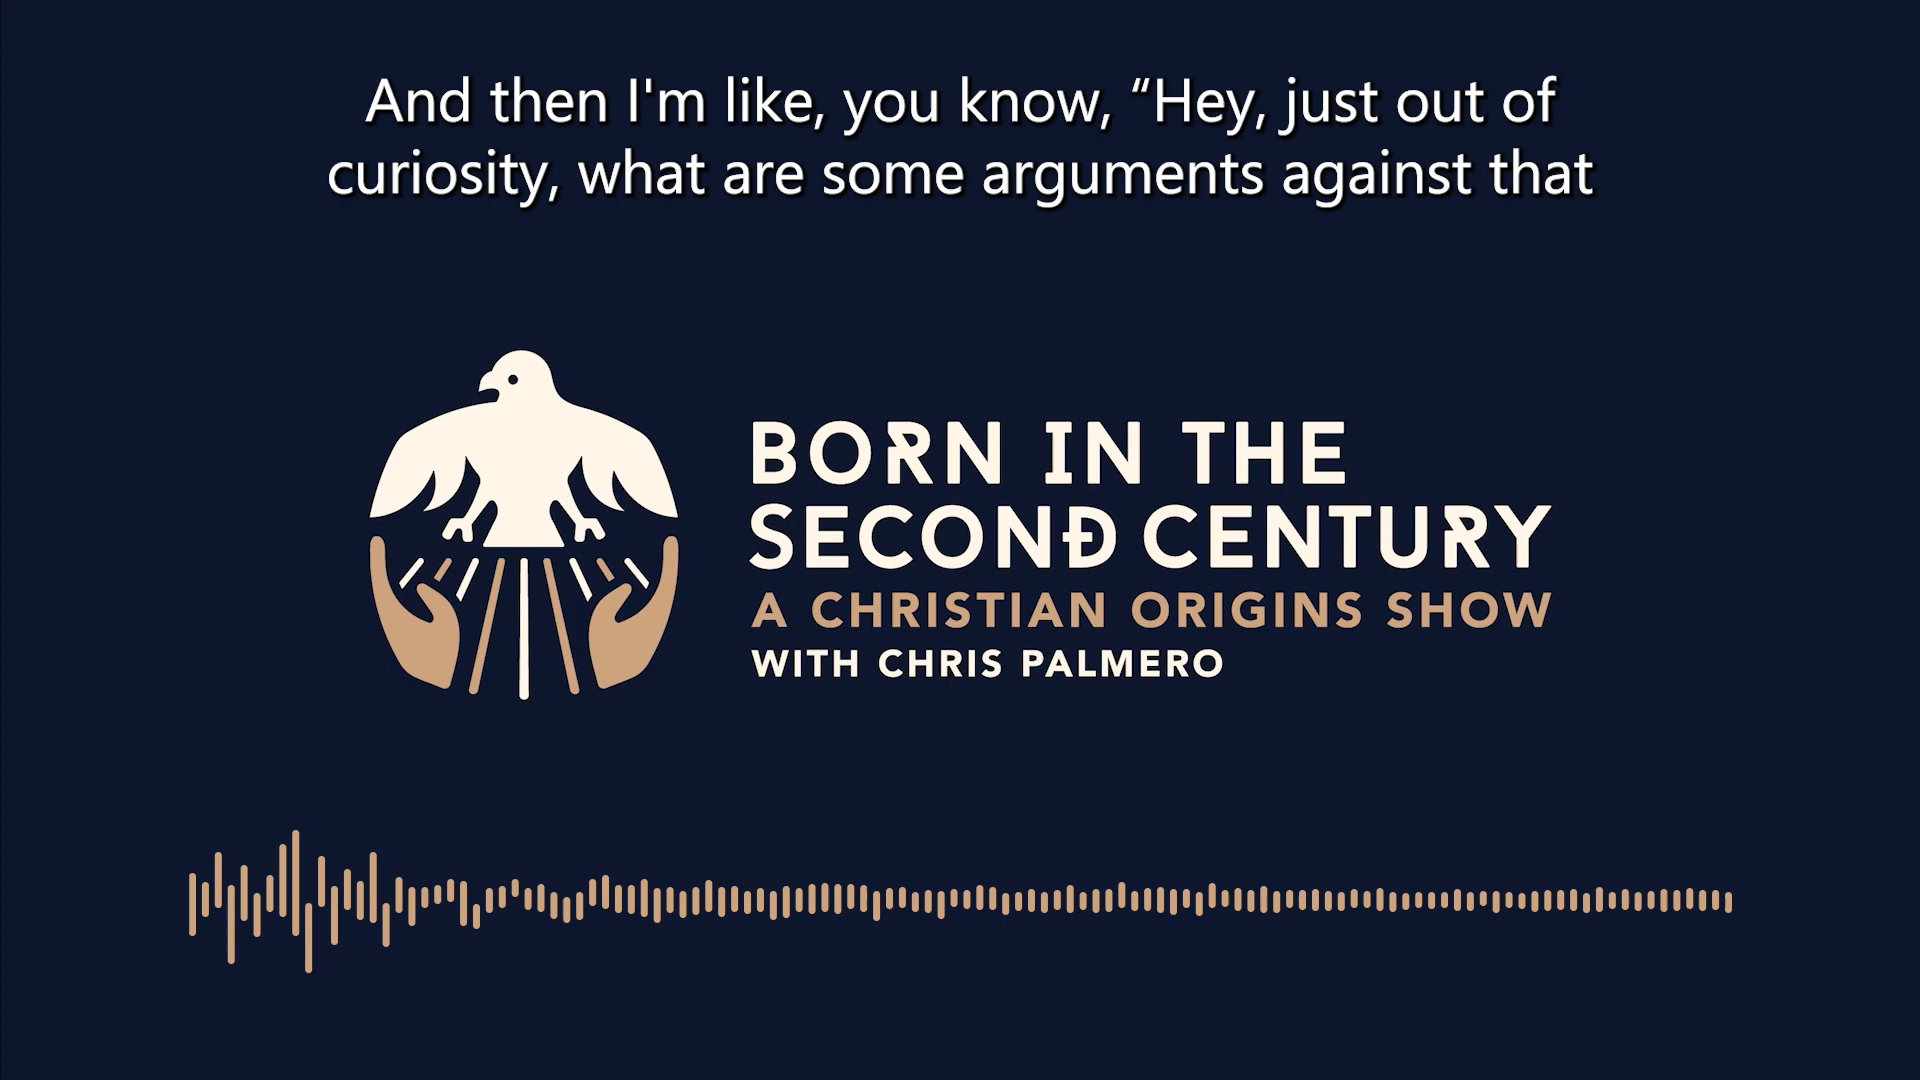 And then I'm like, you know, “Hey, just out of
curiosity, what are some arguments against that
BORN IN THE
SECOND CENTURY
A CHRISTIAN ORIGINS SHOW
WITH CHRIS PALMERO